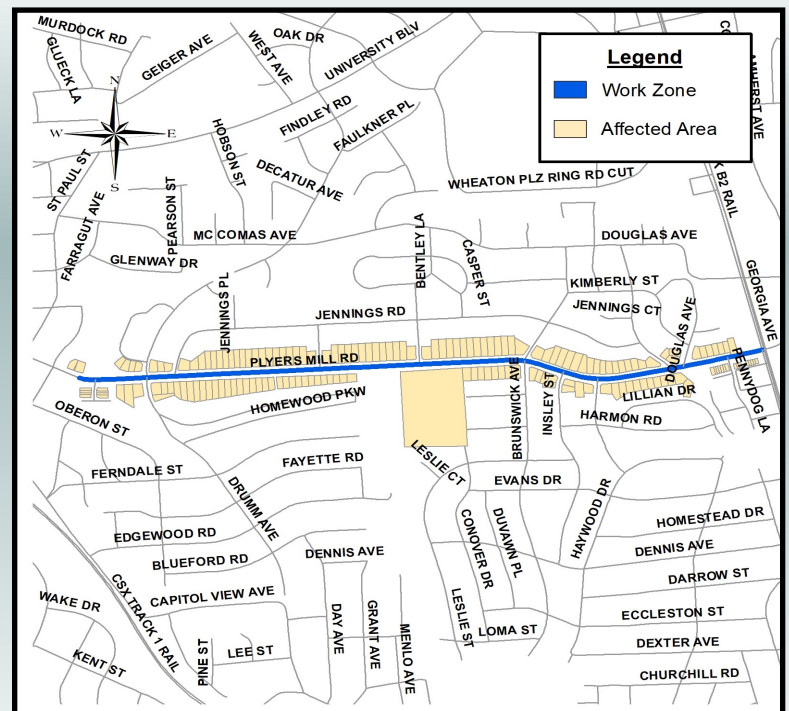 MURDOCK RD
GLUECK LA
GEIGER AVE
WEST AVE
OAK DR
UNIVERSITY BLV
Legend
Work Zone
Affected Area
AMHERST AVE
N
W
E
S
FINDLEY RD
FAULKNER PL
HOBSON ST
DECATUR AVE
ST PAUL ST
FARRAGUT AVE
PEARSON ST
WHEATON PLZ RING RD CUT
K B2 RAIL
MC COMAS AVE
GLENWAY DR
BENTLEY LA
CASPER ST
DOUGLAS AVE
KIMBERLY ST
JENNINGS CT
GEORGIA AVE
JENNINGS PL
JENNINGS RD
DOUGLAS AVE
PLYERS MILL RD
PENNYDOG LA
HOMEWOOD PKW
BRUNSWICK AVE
INSLEY ST
LILLIAN DR
HARMON RD
OBERON ST
LESLIE CT
FERNDALE ST
FAYETTE RD
EVANS DR
DRUMM AVE
HAYWOOD DR
CONOVER DR
DUVAWN PL
HOMESTEAD DR
EDGEWOOD RD
DENNIS AVE
DENNIS AVE
BLUEFORD RD
DARROW ST
CSX TRACK 1 RAIL
CAPITOL VIEW AVE
WAKE DR
DAY AVE
GRANT AVE
MENLO AVE
LESLIE ST
LOMA ST
ECCLESTON ST
DEXTER AVE
KENT ST
PINE ST
LEE ST
CHURCHILL RD